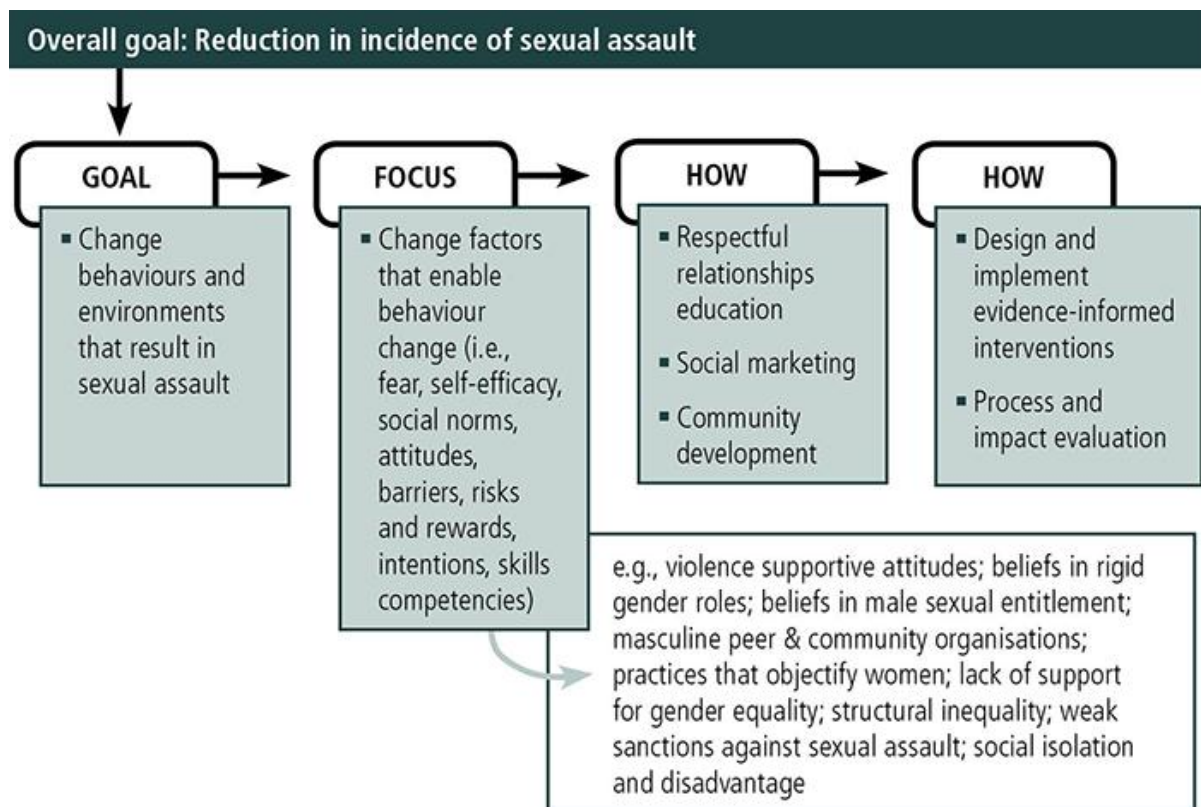 Overall goal: Reduction in incidence of sexual assault
GOAL
▪ Change
behaviours and
environments
that result in
sexual assault
FOCUS
▪ Change factors
that enable
behaviour
change (i.e.,
fear, self-efficacy,
social norms,
attitudes,
barriers, risks
and rewards,
intentions, skills
competencies)
HOW
▪ Respectful
relationships
education
▪ Social marketing
▪ Community
development
HOW
▪ Design and
implement
evidence-informed
interventions
▪ Process and
impact evaluation
e.g., violence supportive attitudes; beliefs in rigid
gender roles; beliefs in male sexual entitlement;
masculine peer & community organisations;
practices that objectify women; lack of support
for gender equality; structural inequality; weak
sanctions against sexual assault; social isolation
and disadvantage